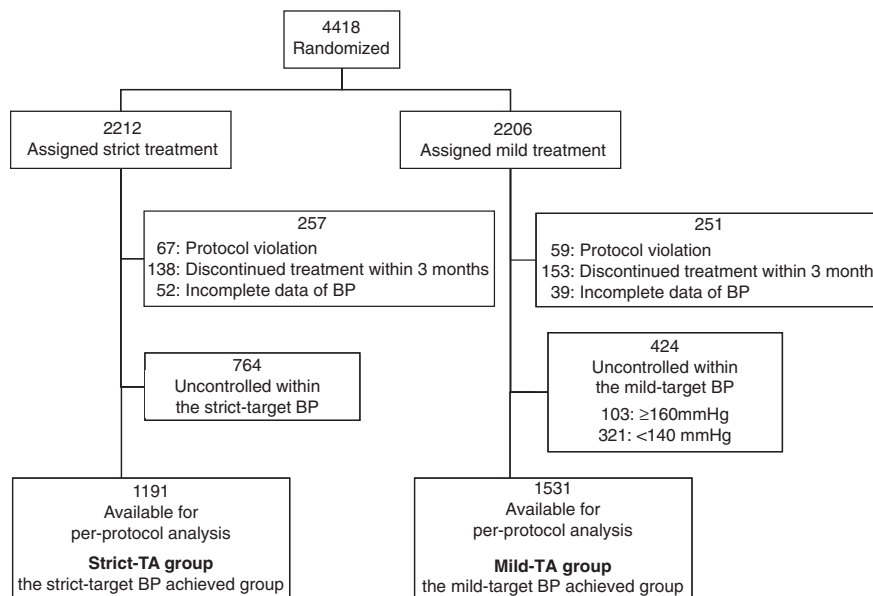 4418
Randomized
2212
Assigned strict treatment
2206
Assigned mild treatment
257
67: Protocol violation
138: Discontinued treatment within 3 months
52: Incomplete data of BP
251
59: Protocol violation
153: Discontinued treatment within 3 month
39: Incomplete data of BP
764
Uncontrolled within
the strict-target BP
424
Uncontrolled within
the mild-target BP
103: ≥160mmHg
321: <140 mmHg
1191
Available for
per-protocol analysis
Strict-TA group
the strict-target BP achieved group
1531
Available for
per-protocol analysis
Mild-TA group
the mild-target BP achieved group